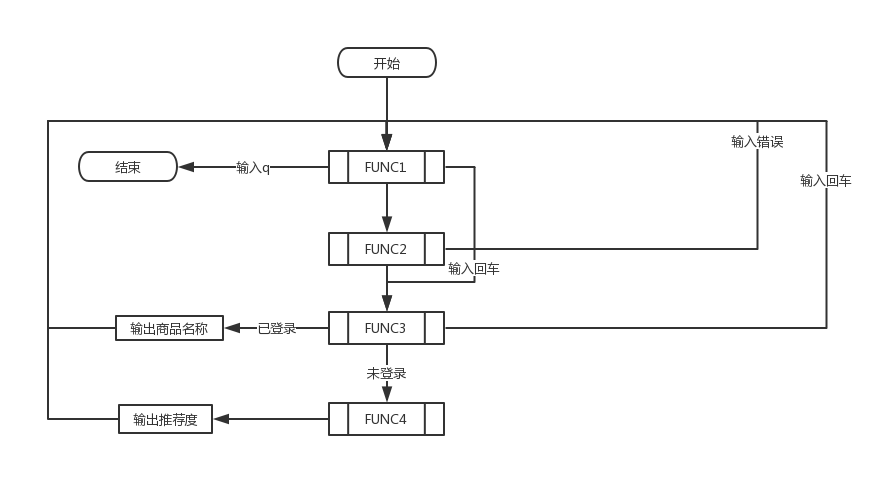 开始
输入错误
结束
输入q
FUNC1
输入回车
FUNC2
输入回车
输出商品名称
已登录
FUNC3
未登录
输出推荐度
FUNC4